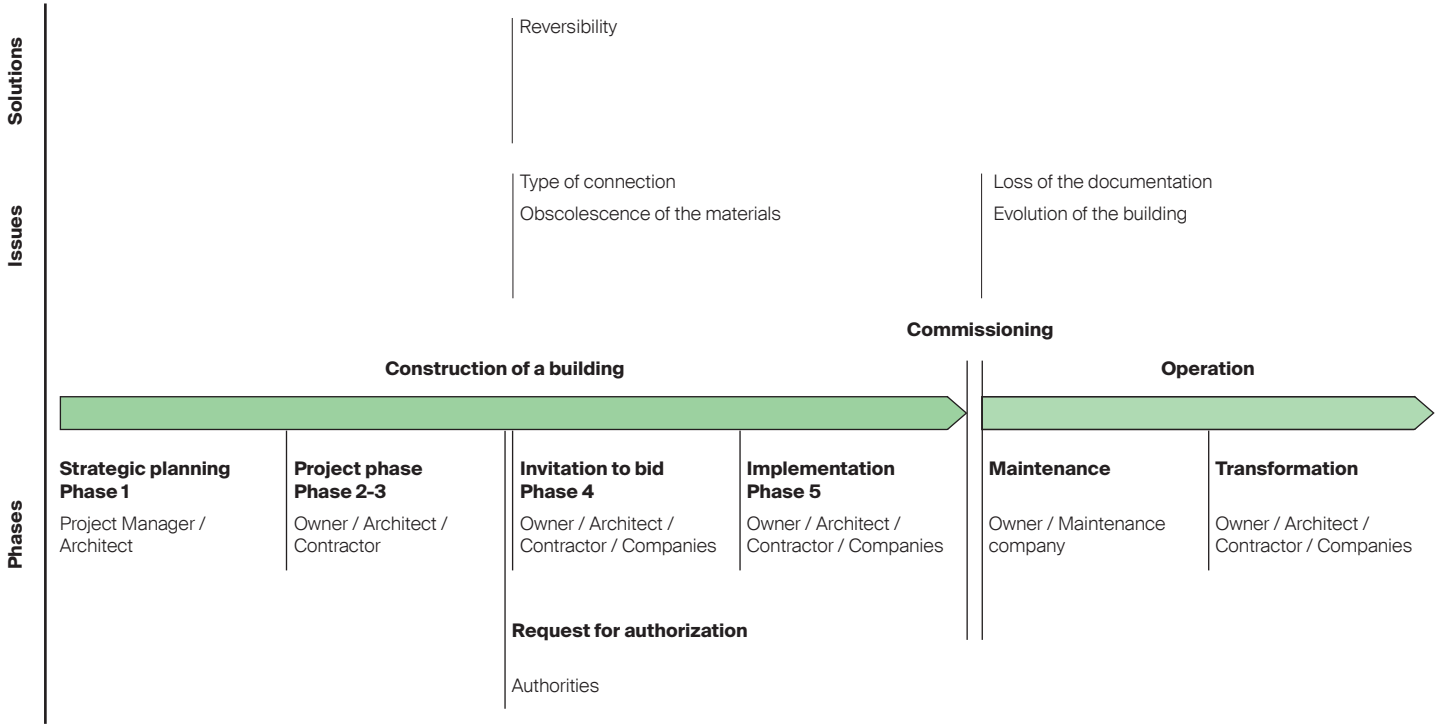 Solutions
Reversibility
Issues
Type of connection
Obscolescence of the materials
Loss of the documentation
Evolution of the building
Commissioning
Construction of a building
Operation
Phases
Strategic planning
Phase 1
Project Manager /
Architect
Project phase
Phase 2-3
Owner / Architect /
Contractor
Invitation to bid
Phase 4
Owner / Architect /
Contractor / Companies
Implementation
Phase 5
Owner / Architect /
Contractor / Companies
Maintenance
Owner / Maintenance
company
Transformation
Owner / Architect /
Contractor / Companies
Request for authorization
Authorities